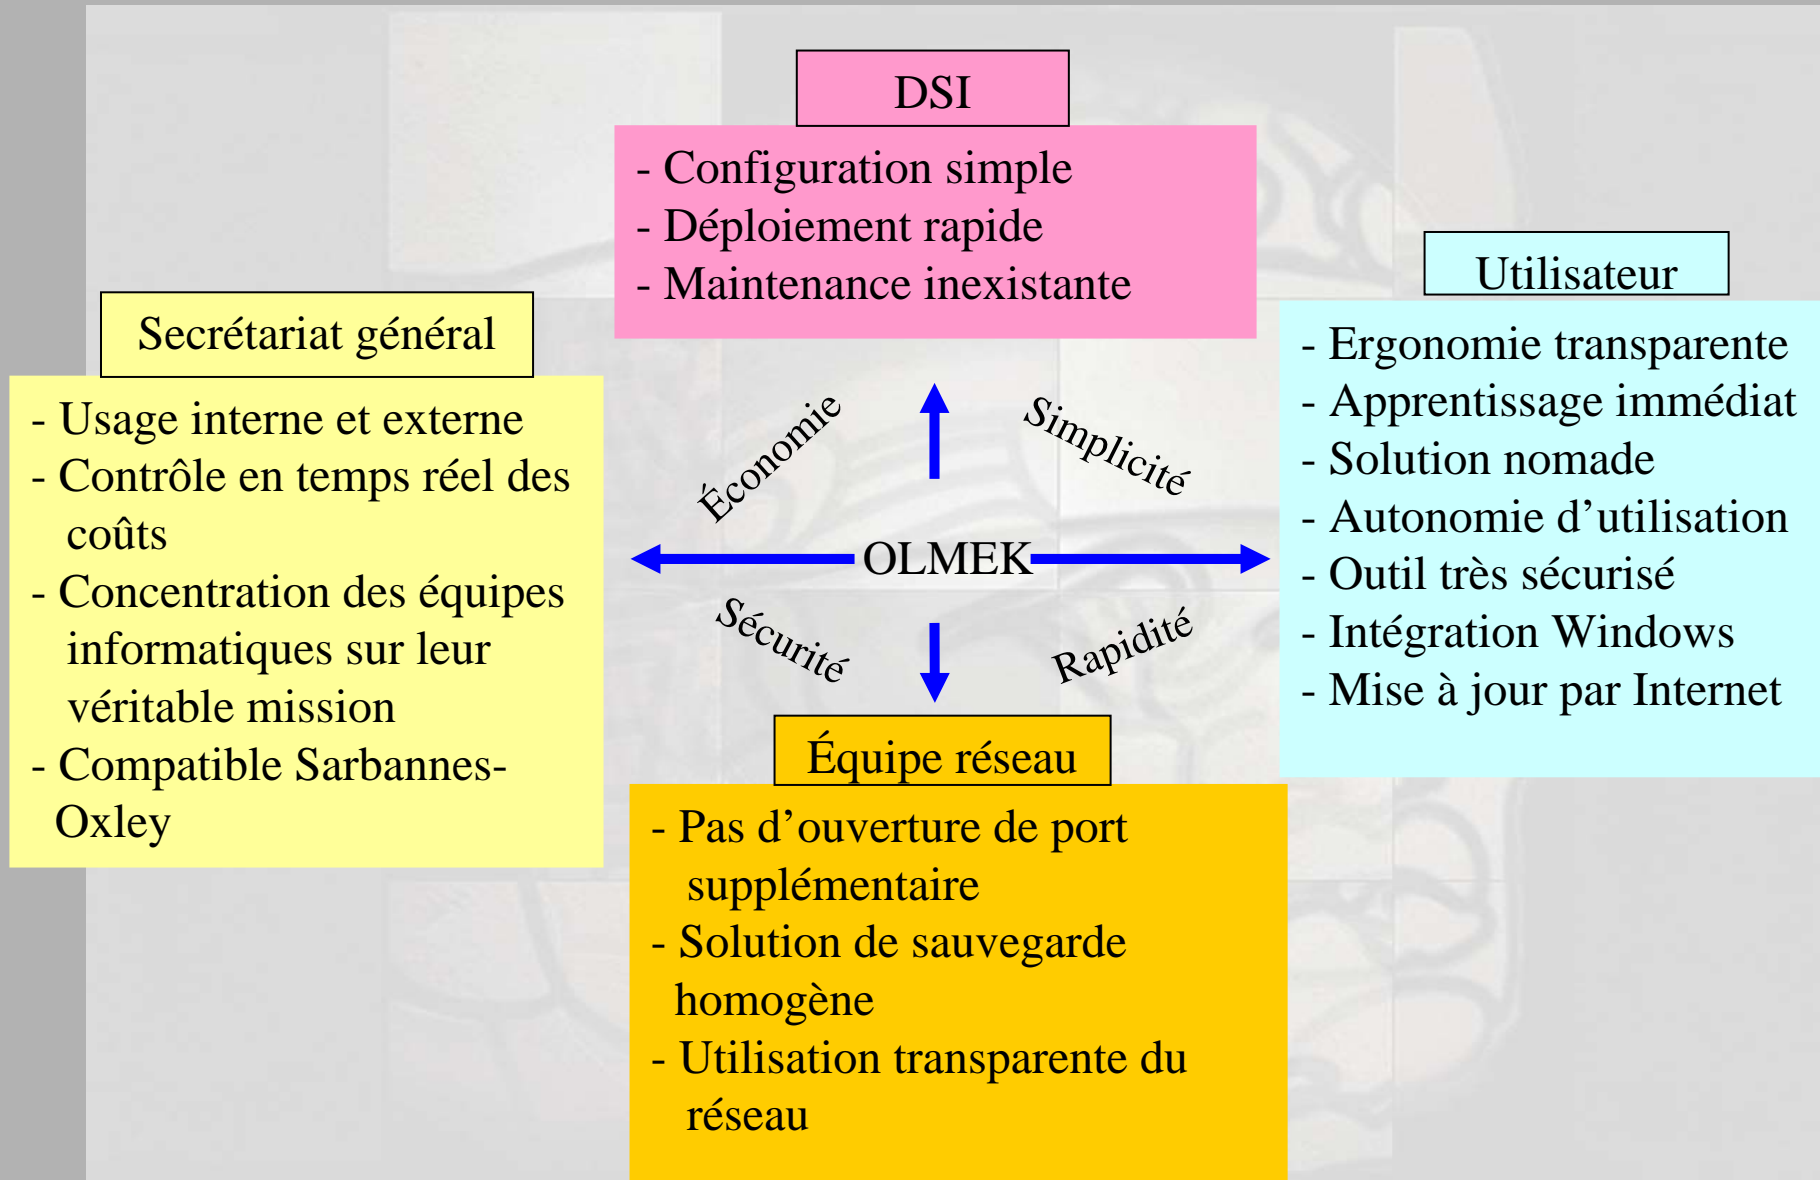 DSI
- Configuration simple
- Déploiement rapide
- Maintenance inexistante
Secrétariat général
- Usage interne et externe
- Contrôle en temps réel des
coûts
- Concentration des équipes
informatiques sur leur
véritable mission
- Compatible Sarbannes-
Oxley
Économie
Simplicité
OLMEK
Sécurité
Rapidité
Utilisateur
- Ergonomie transparente
- Apprentissage immédiat
- Solution nomade
- Autonomie d’utilisation
- Outil très sécurisé
- Intégration Windows
- Mise à jour par Internet
Équipe réseau
- Pas d’ouverture de port
supplémentaire
- Solution de sauvegarde
homogène
- Utilisation transparente du
réseau